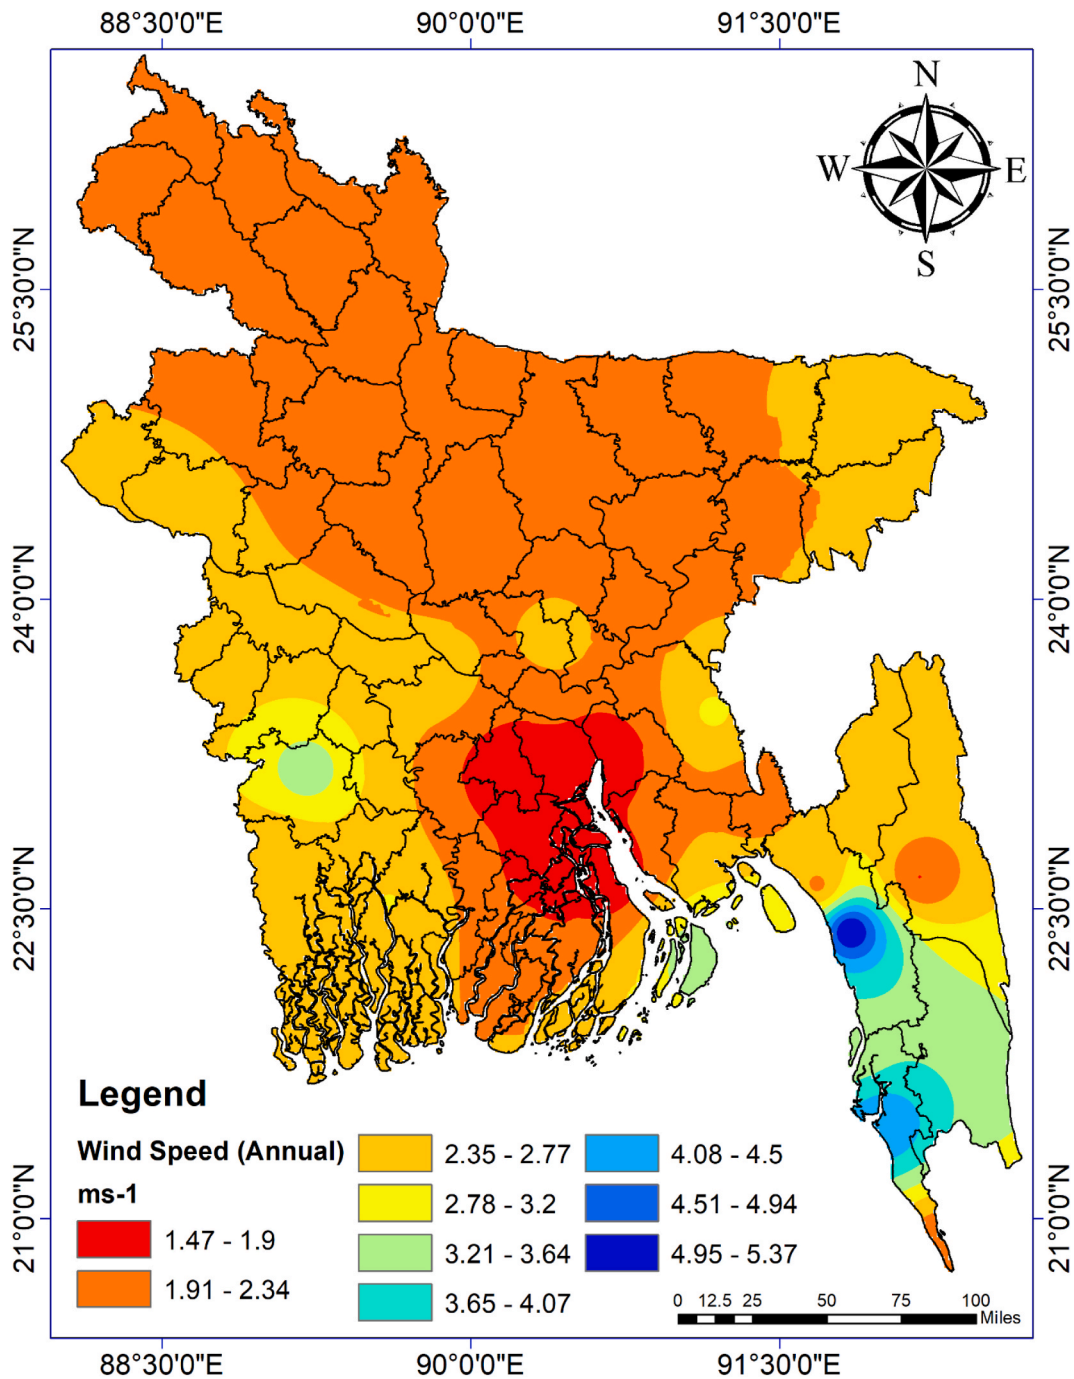 88°30'0"E 90°0'0"E 91°30'0"E
N
W E
S
25°30'0"N 25°30'0"N
24°0'0"N 24°0'0"N
22°30'0"N 22°30'0"N
21°0'0"N 21°0'0"N
Legend
Wind Speed (Annual)
ms-1
1.47 - 1.9
1.91 - 2.34
2.35 - 2.77
2.78 - 3.2
3.21 - 3.64
3.65 - 4.07
4.08 - 4.5
4.51 - 4.94
4.95 - 5.37
0 12.5 25 50 75 100
Miles
88°30'0"E 90°0'0"E 91°30'0"E